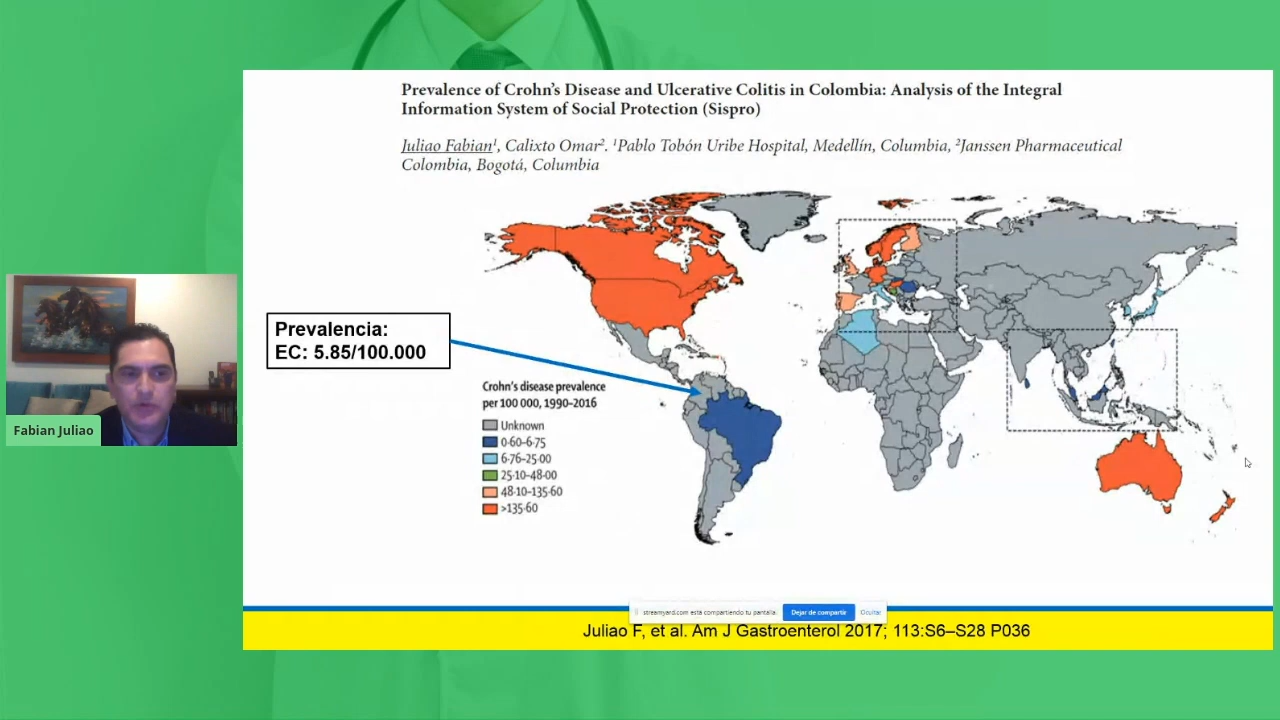 Prevalence of Crohn's Disease and Ulcerative Colitis in Colombia: Analysis of the Integral
Information System of Social Protection (Sispro)
Juliao Fabian¹, Calixto Omar². ¹Pablo Tobón Uribe Hospital, Medellín, Columbia, ²Janssen Pharmaceutical
Colombia, Bogotá, Columbia
Prevalencia:
EC: 5.85/100.000
Crohn's disease prevalence
per 100 000, 1990–2016
Unknown
0·60–6·75
6·76–25·00
25·10–48·00
48·10–135·60
>135·60
Fabian Juliao
streamyard.com está compartiendo tu pantalla.
Dejar de compartir
Ocultar
Juliao F, et al. Am J Gastroenterol 2017; 113:S6–S28 P036